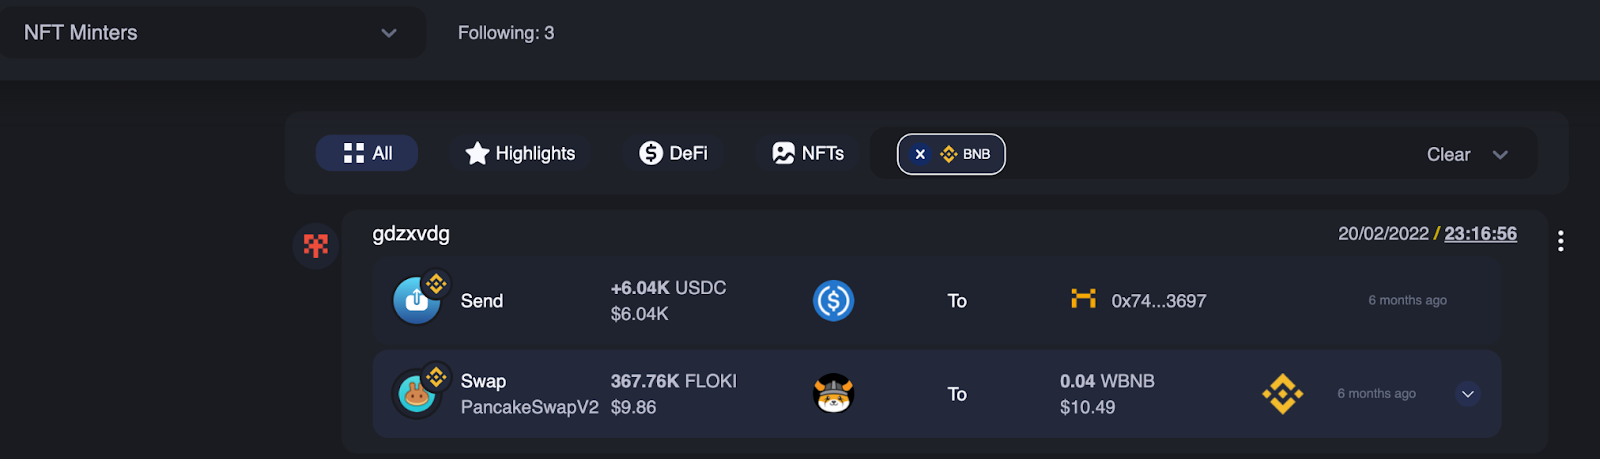 NFT Minters
Following: 3
All
Highlights
DeFi
NFTs
BNB
Clear
gdzxvdg
20/02/2022 / 23:16:56
Send
+6.04K USDC
$6.04K
To
0x74...3697
6 months ago
Swap
PancakeSwapV2
367.76K FLOKI
$9.86
To
0.04 WBNB
$10.49
6 months ago